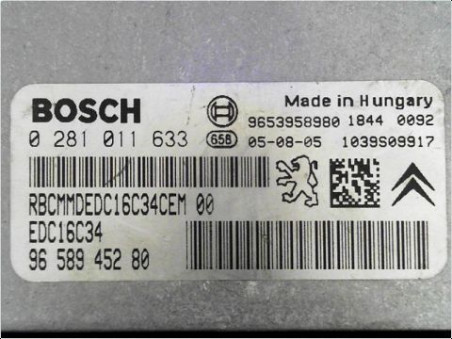 BOSCH
Made in Hungary
9653958980 1844 0092
0 281 011 633 658 05-08-05 1039S09917
RBCMMDEDC16C34CEM 00
EDC16C34
96 589 452 80